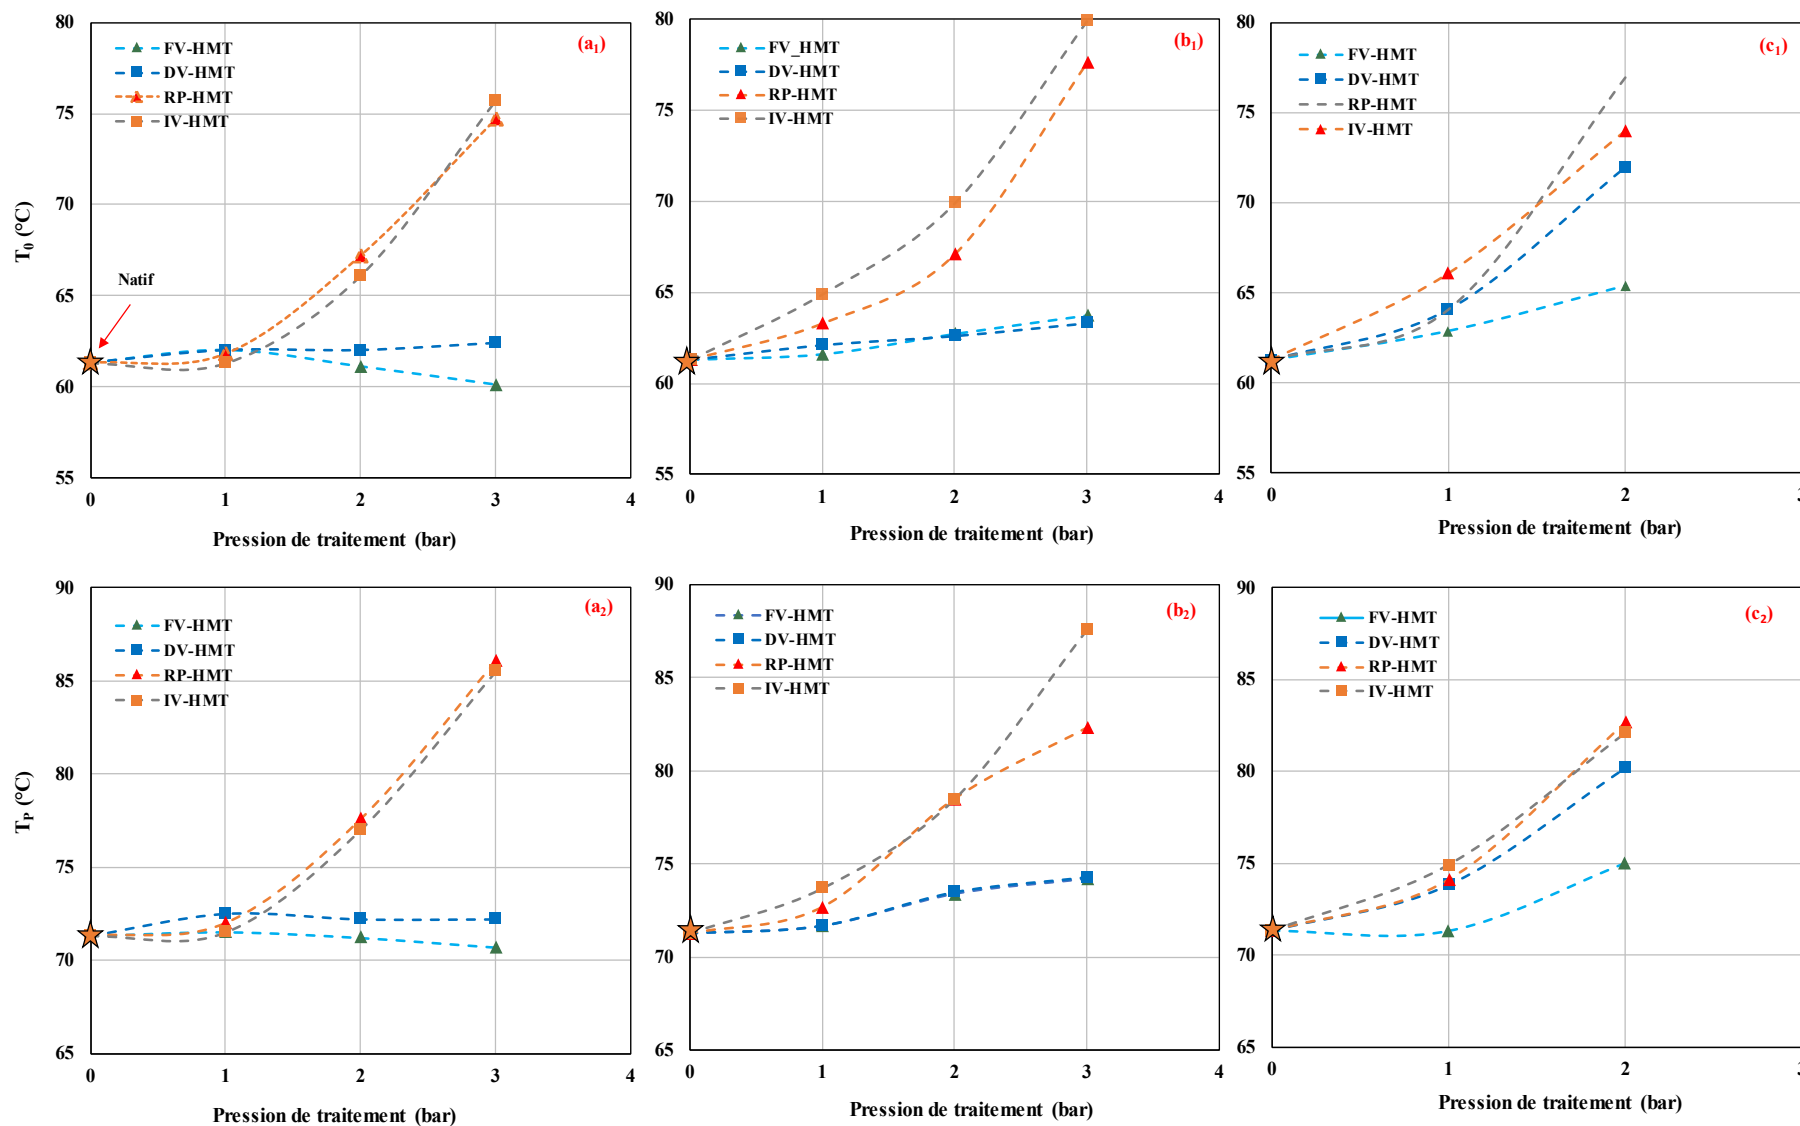 (a₁)
80
75
70
65
60
55
T₀ (°C)
FV-HMT
DV-HMT
RP-HMT
IV-HMT
Natif
0 1 2 3 4
Pression de traitement (bar)
(b₁)
80
75
70
65
60
55
FV_HMT
DV-HMT
RP-HMT
IV-HMT
0 1 2 3 4
Pression de traitement (bar)
(c₁)
80
75
70
65
60
55
FV-HMT
DV-HMT
RP-HMT
IV-HMT
0 1 2 3
Pression de traitement (bar)
(a₂)
90
85
80
75
70
65
T_P (°C)
FV-HMT
DV-HMT
RP-HMT
IV-HMT
0 1 2 3 4
Pression de traitement (bar)
(b₂)
90
85
80
75
70
65
FV-HMT
DV-HMT
RP-HMT
IV-HMT
0 1 2 3 4
Pression de traitement (bar)
(c₂)
90
85
80
75
70
65
FV-HMT
DV-HMT
RP-HMT
IV-HMT
0 1 2 3
Pression de traitement (bar)